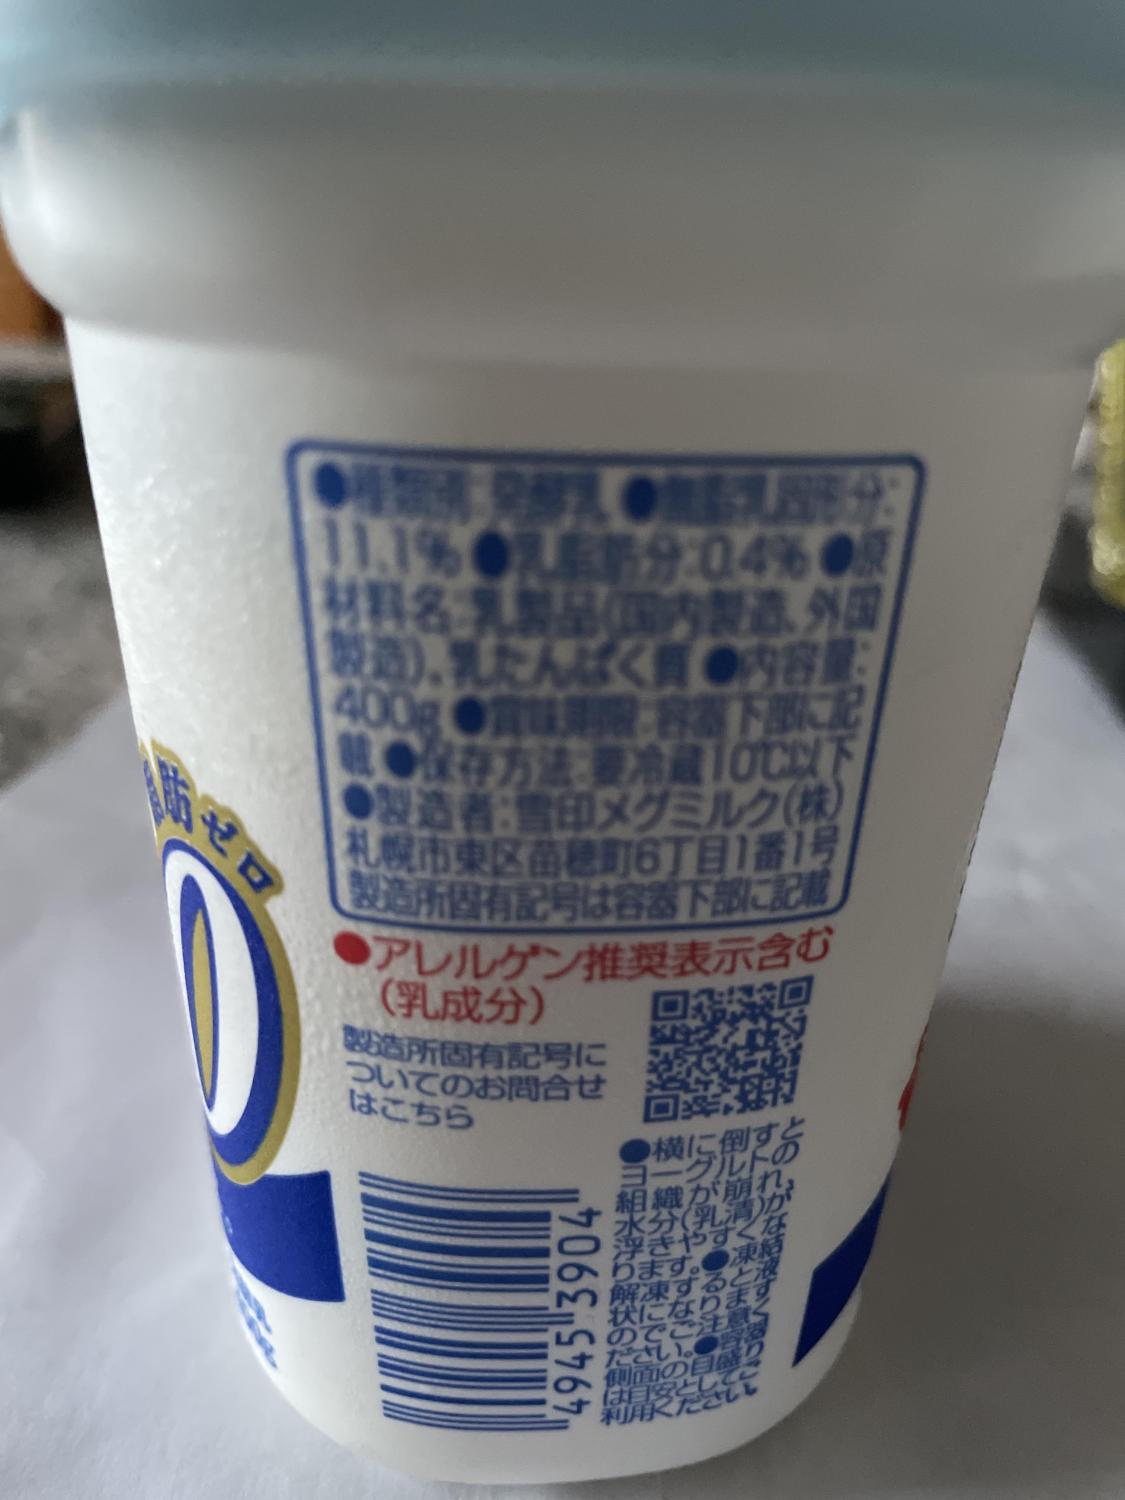 ●種類別:発酵乳 ●無脂乳固形分:
11.1% ●乳脂肪分:0.4% ●原
材料名:乳製品(国内製造、外国
製造)、乳たんぱく質 ●内容量:
400g ●賞味期限:容器下部に記
載 ●保存方法:要冷蔵10℃以下
●製造者:雪印メグミルク(株)
札幌市東区苗穂町6丁目1番1号
製造所固有記号は容器下部に記載
●アレルゲン推奨表示含む
(乳成分)
製造所固有記号に
ついてのお問合せ
はこちら
脂肪ゼロ
0
●横に倒すと
ヨーグルトの
組織が崩れ、
水分(乳清)が
浮きやすくな
ります。●凍結
解凍すると液
状になります
のでご注意く
ださい。●容器
側面の目盛り
は目安としてご
利用ください。
49453904